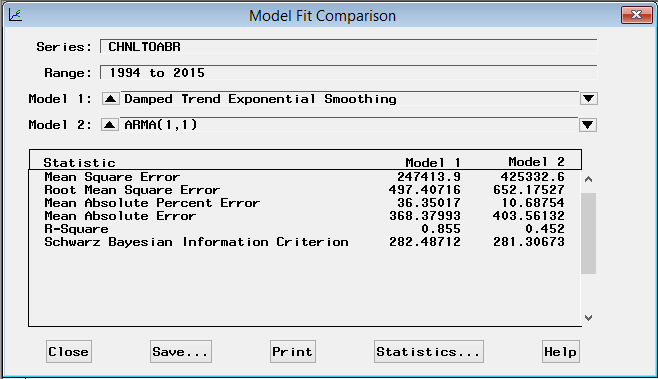 Model Fit Comparison
Series: CHNLTOABR
Range: 1994 to 2015
Model 1: Damped Trend Exponential Smoothing
Model 2: ARMA(1,1)
Statistic Model 1 Model 2
Mean Square Error 247413.9 425332.6
Root Mean Square Error 497.40716 652.17527
Mean Absolute Percent Error 36.35017 10.68754
Mean Absolute Error 368.37993 403.56132
R-Square 0.855 0.452
Schwarz Bayesian Information Criterion 282.48712 281.30673
Close Save... Print Statistics... Help